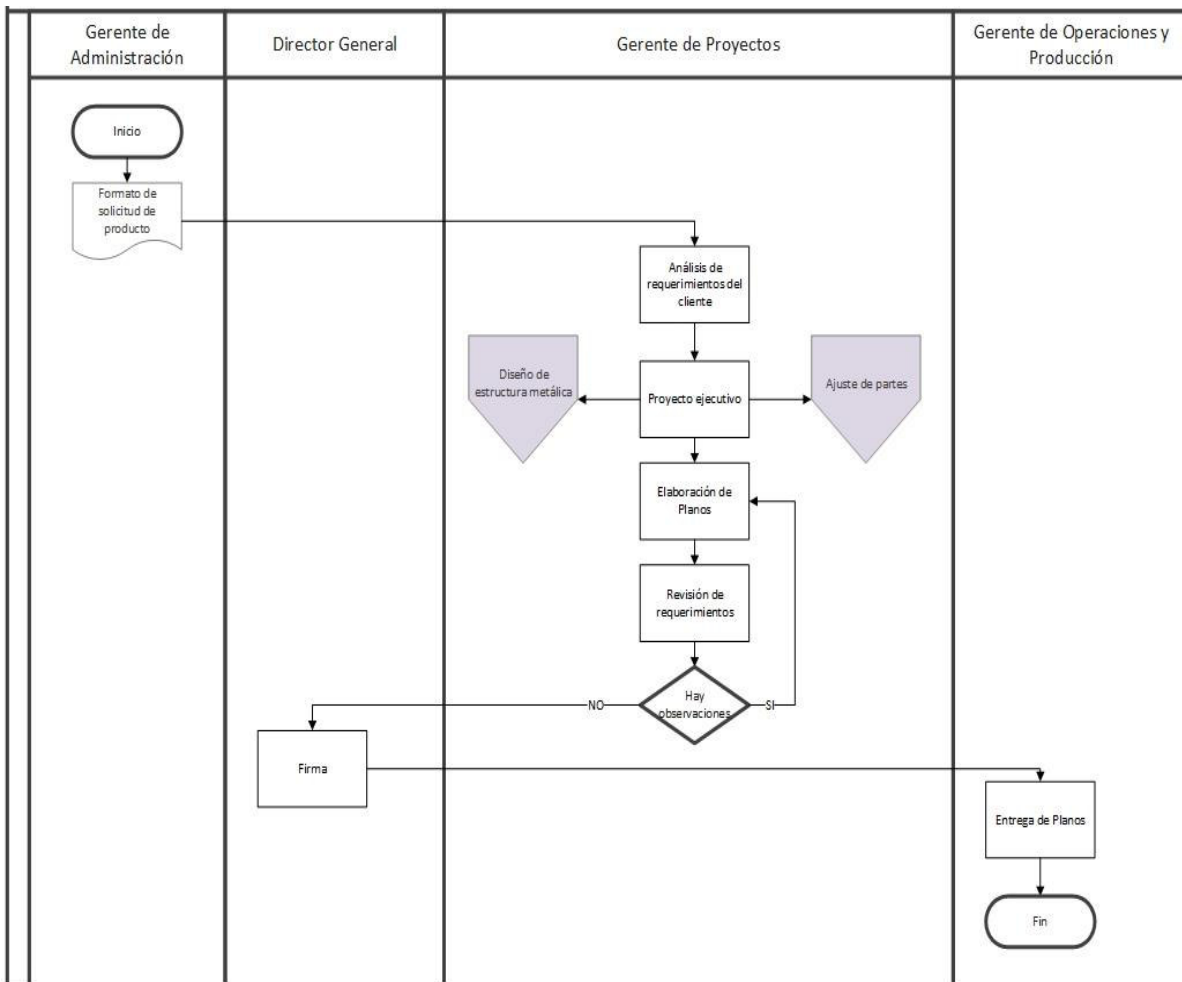 Gerente de
Administración
Director General
Gerente de Proyectos
Gerente de Operaciones y
Producción
Inicio
Formato de
solicitud de
producto
Análisis de
requerimientos del
cliente
Diseño de
estructura metálica
Proyecto ejecutivo
Ajuste de partes
Elaboración de
Planos
Revisión de
requerimientos
Hay
observaciones
NO
SI
Firma
Entrega de Planos
Fin